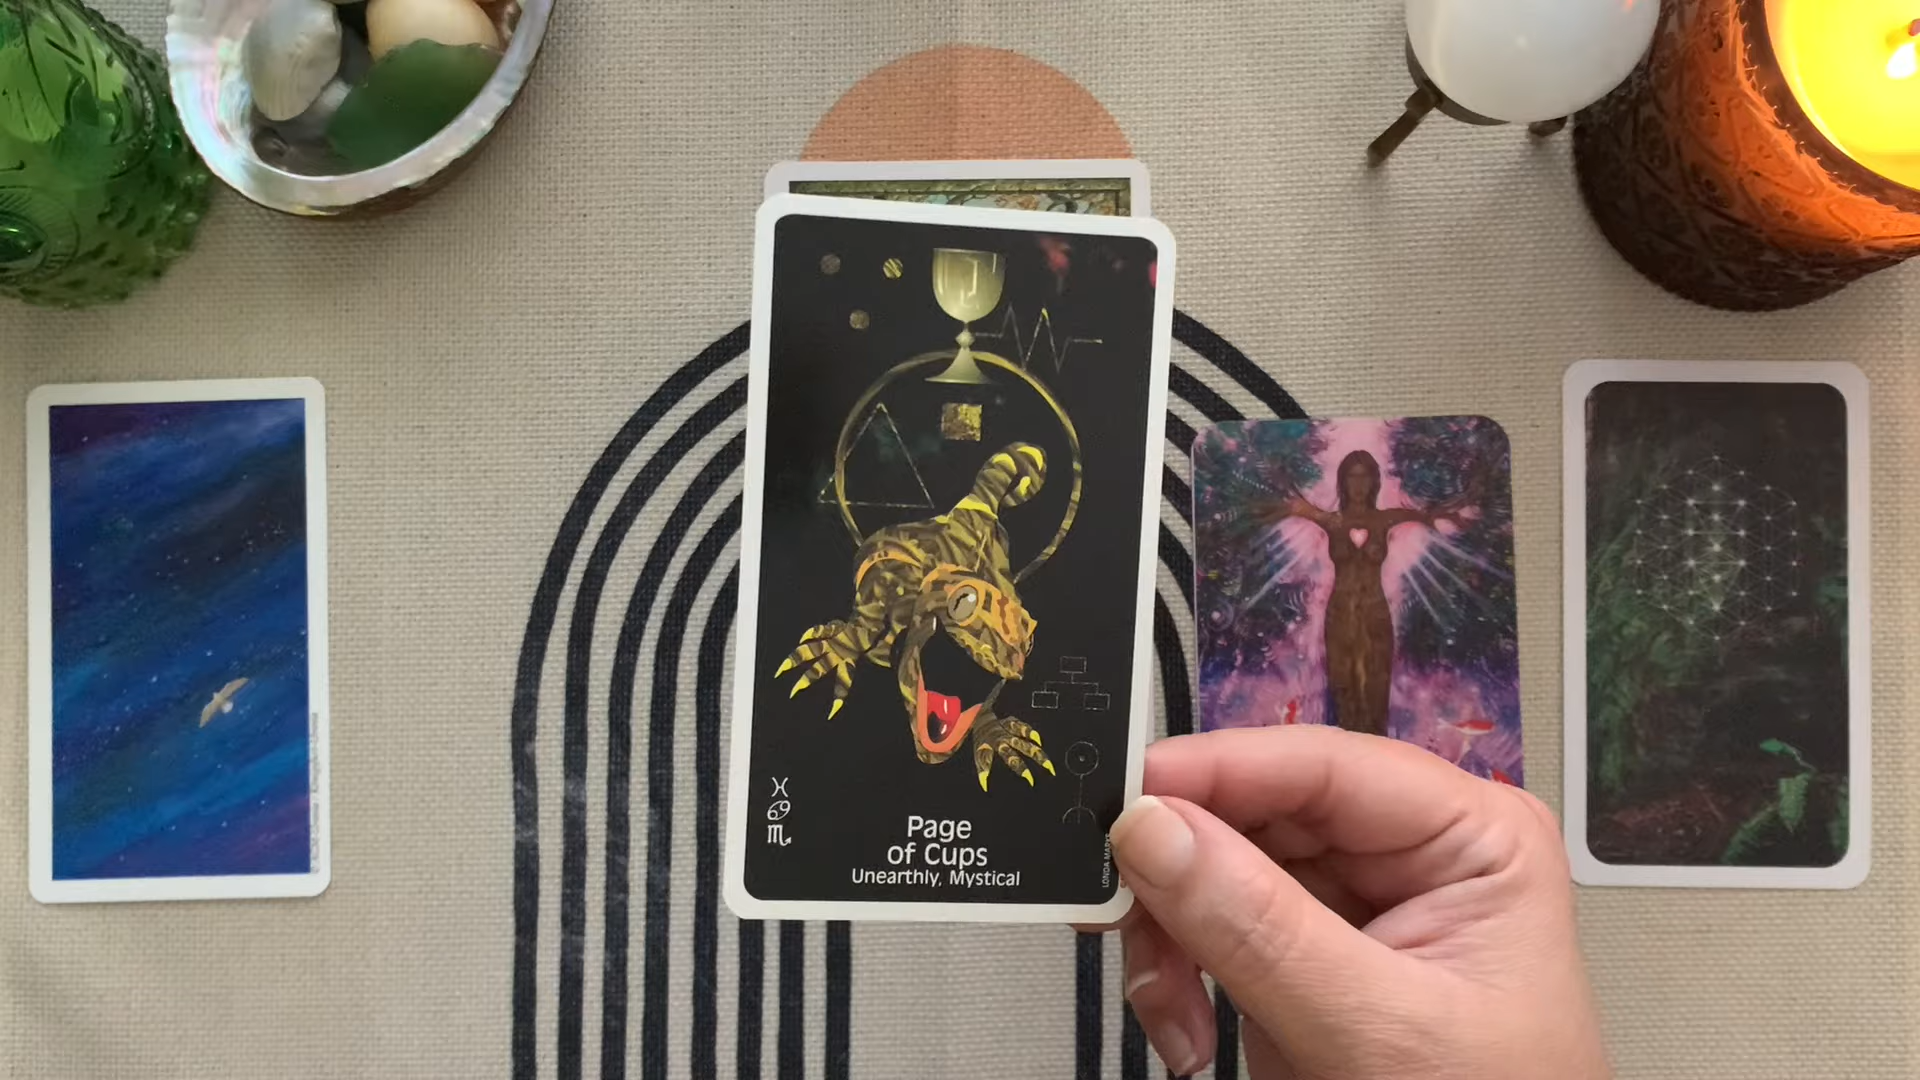 ♓
♋
♏
Page
of Cups
Unearthly, Mystical